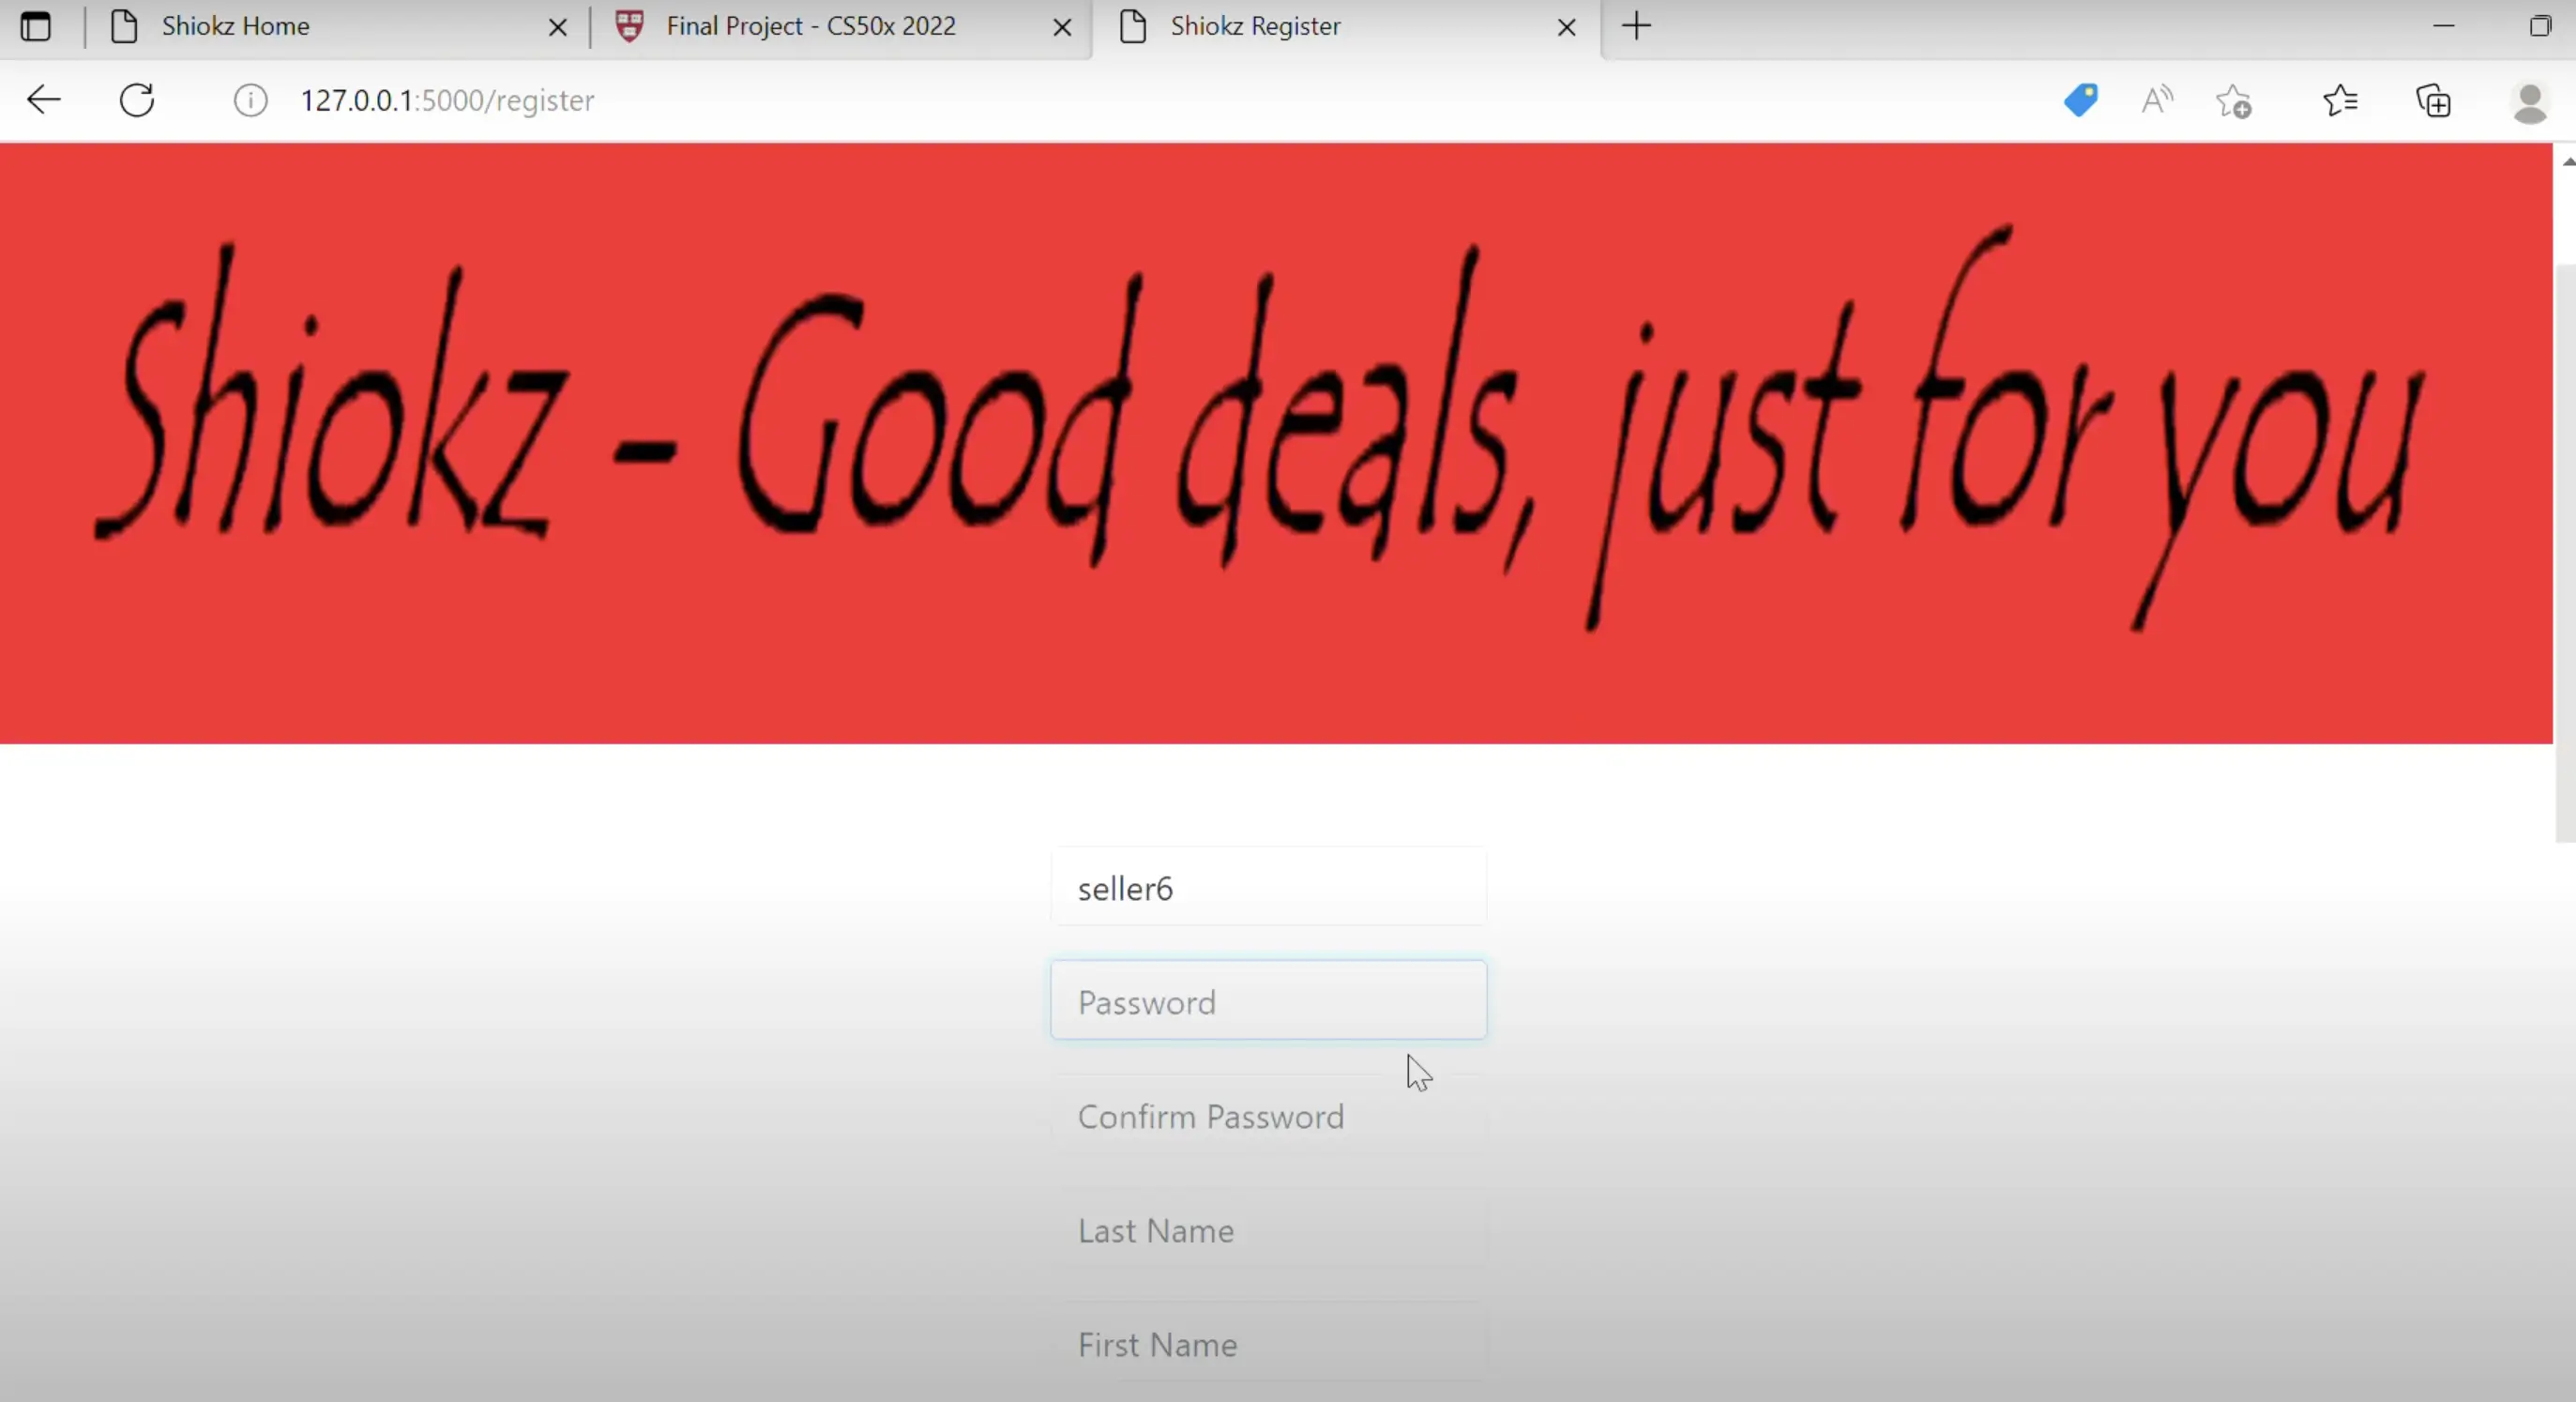 Shiokz Home
Final Project - CS50x 2022
Shiokz Register
127.0.0.1:5000/register
Shiokz - Good deals, just for you
seller6
Password
Confirm Password
Last Name
First Name